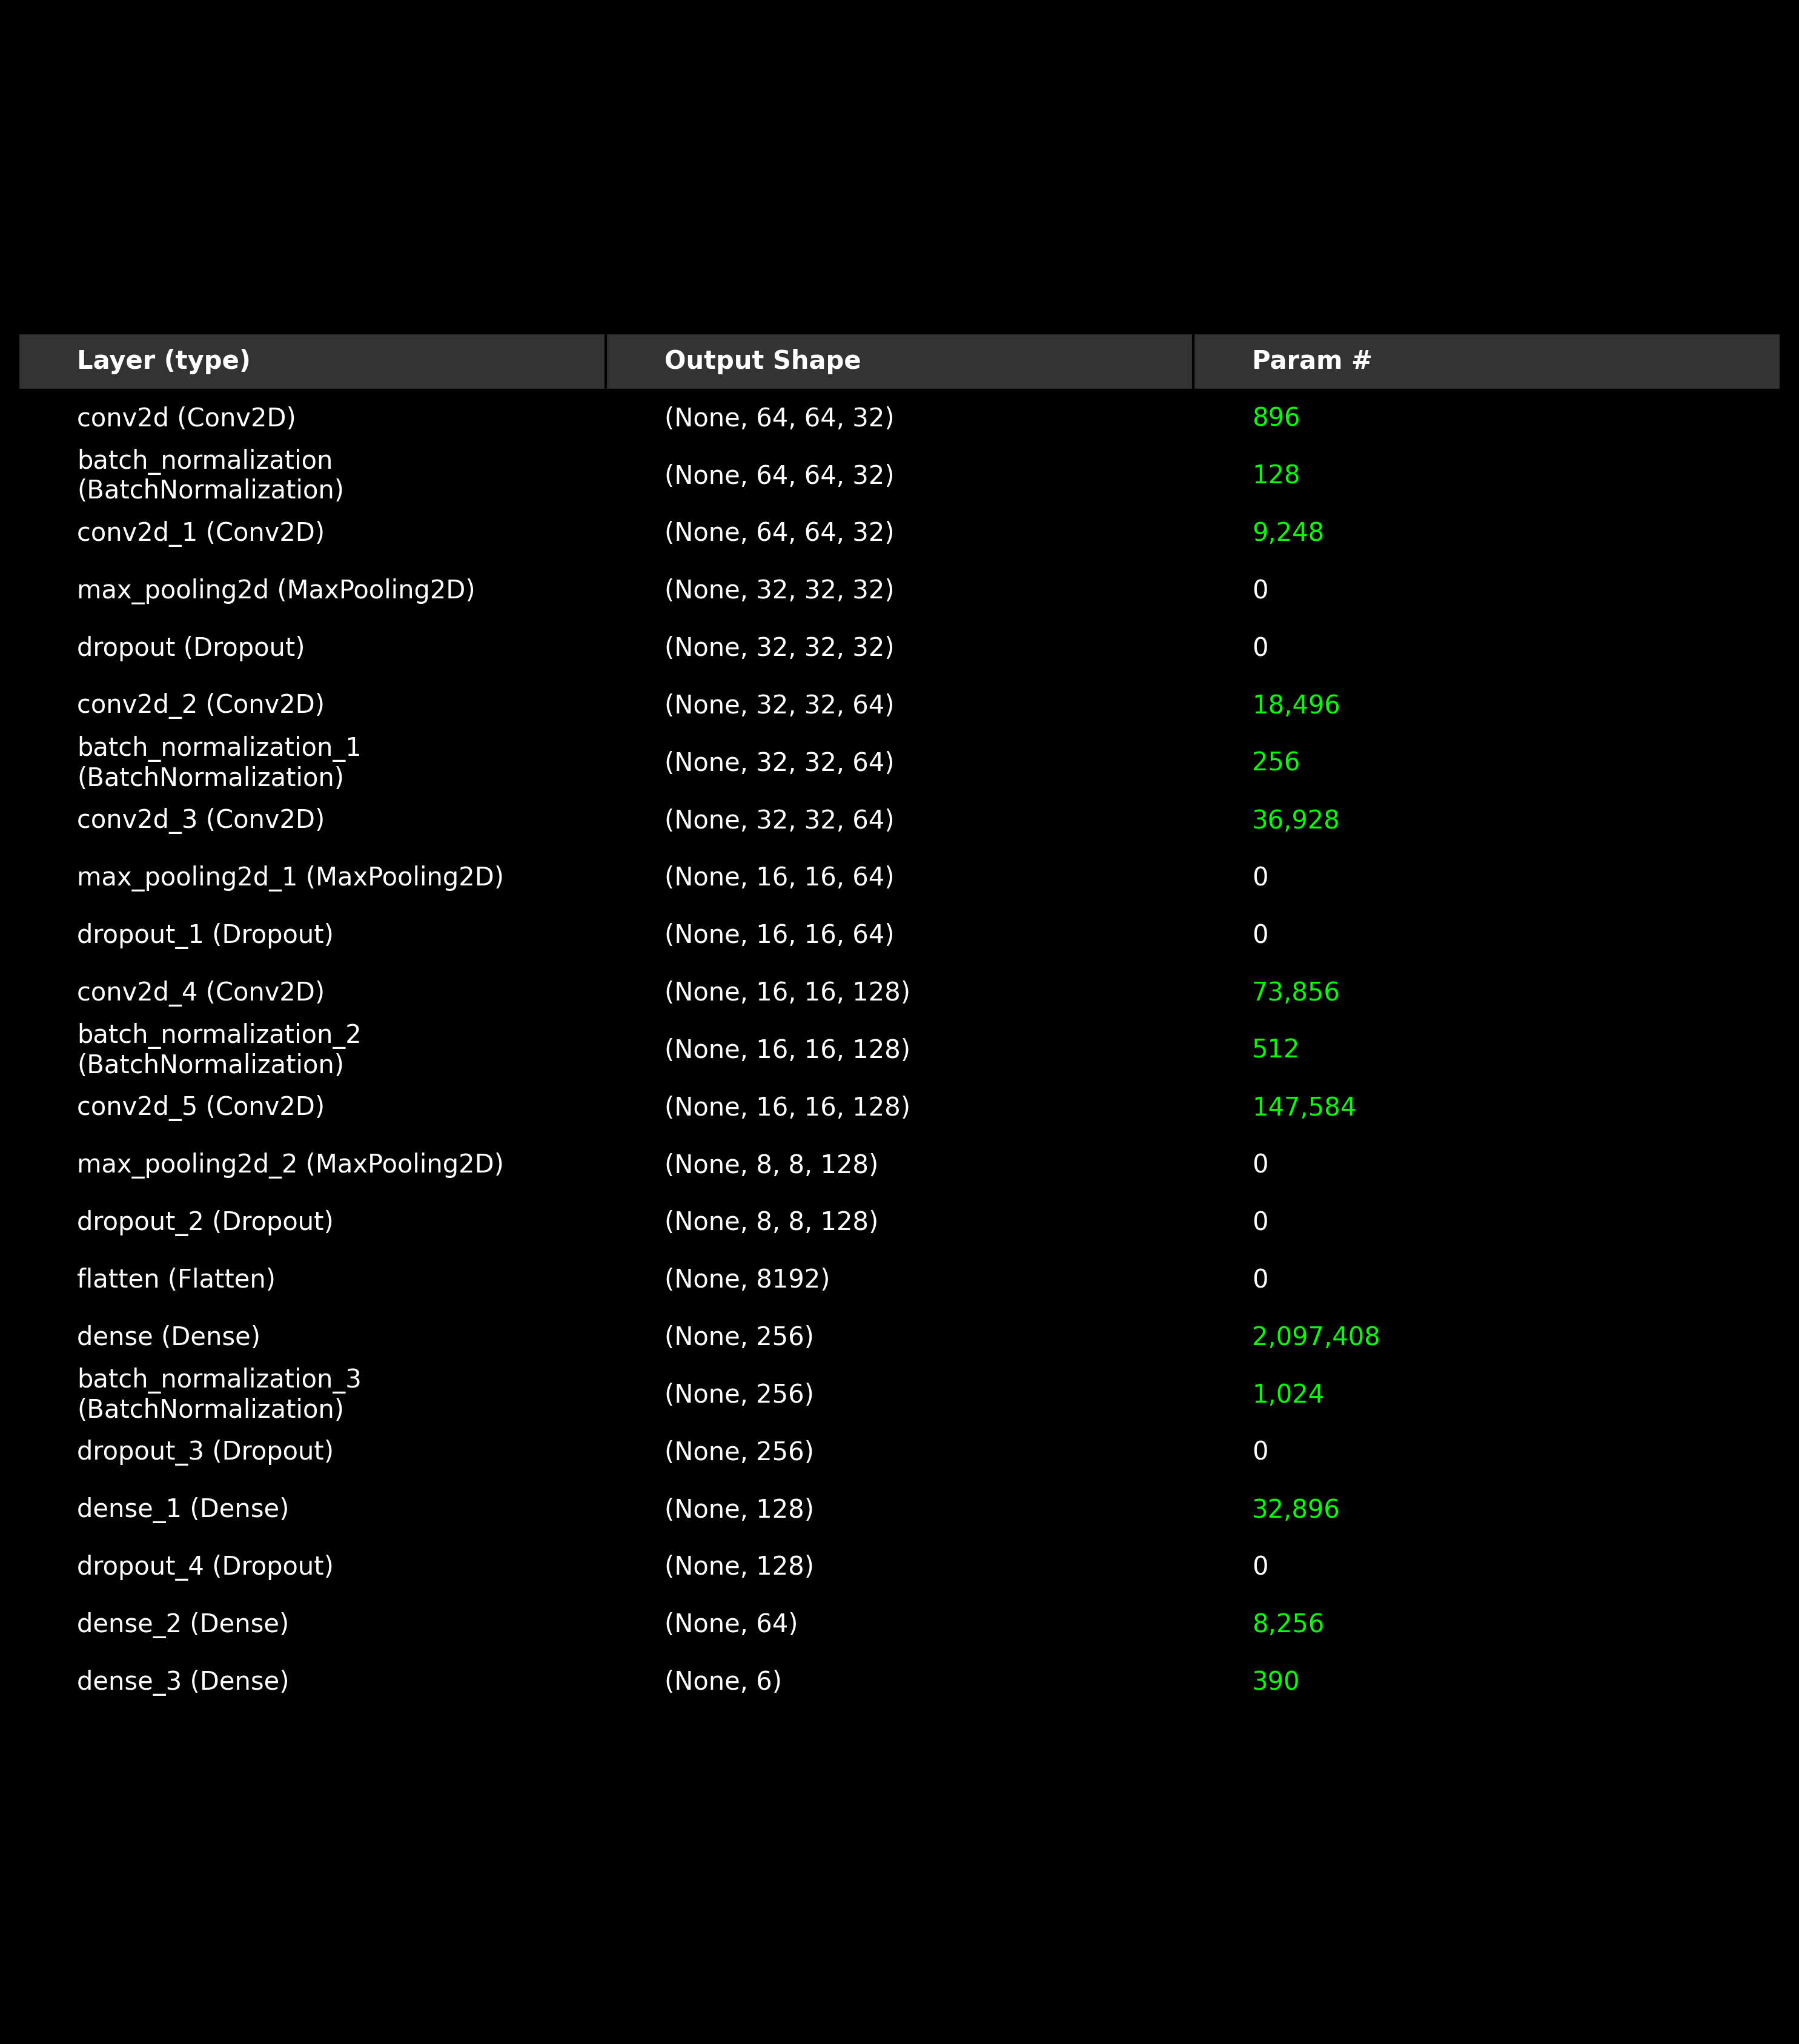 Layer (type) Output Shape Param #
conv2d (Conv2D) (None, 64, 64, 32) 896
batch_normalization
(BatchNormalization) (None, 64, 64, 32) 128
conv2d_1 (Conv2D) (None, 64, 64, 32) 9,248
max_pooling2d (MaxPooling2D) (None, 32, 32, 32) 0
dropout (Dropout) (None, 32, 32, 32) 0
conv2d_2 (Conv2D) (None, 32, 32, 64) 18,496
batch_normalization_1
(BatchNormalization) (None, 32, 32, 64) 256
conv2d_3 (Conv2D) (None, 32, 32, 64) 36,928
max_pooling2d_1 (MaxPooling2D) (None, 16, 16, 64) 0
dropout_1 (Dropout) (None, 16, 16, 64) 0
conv2d_4 (Conv2D) (None, 16, 16, 128) 73,856
batch_normalization_2
(BatchNormalization) (None, 16, 16, 128) 512
conv2d_5 (Conv2D) (None, 16, 16, 128) 147,584
max_pooling2d_2 (MaxPooling2D) (None, 8, 8, 128) 0
dropout_2 (Dropout) (None, 8, 8, 128) 0
flatten (Flatten) (None, 8192) 0
dense (Dense) (None, 256) 2,097,408
batch_normalization_3
(BatchNormalization) (None, 256) 1,024
dropout_3 (Dropout) (None, 256) 0
dense_1 (Dense) (None, 128) 32,896
dropout_4 (Dropout) (None, 128) 0
dense_2 (Dense) (None, 64) 8,256
dense_3 (Dense) (None, 6) 390